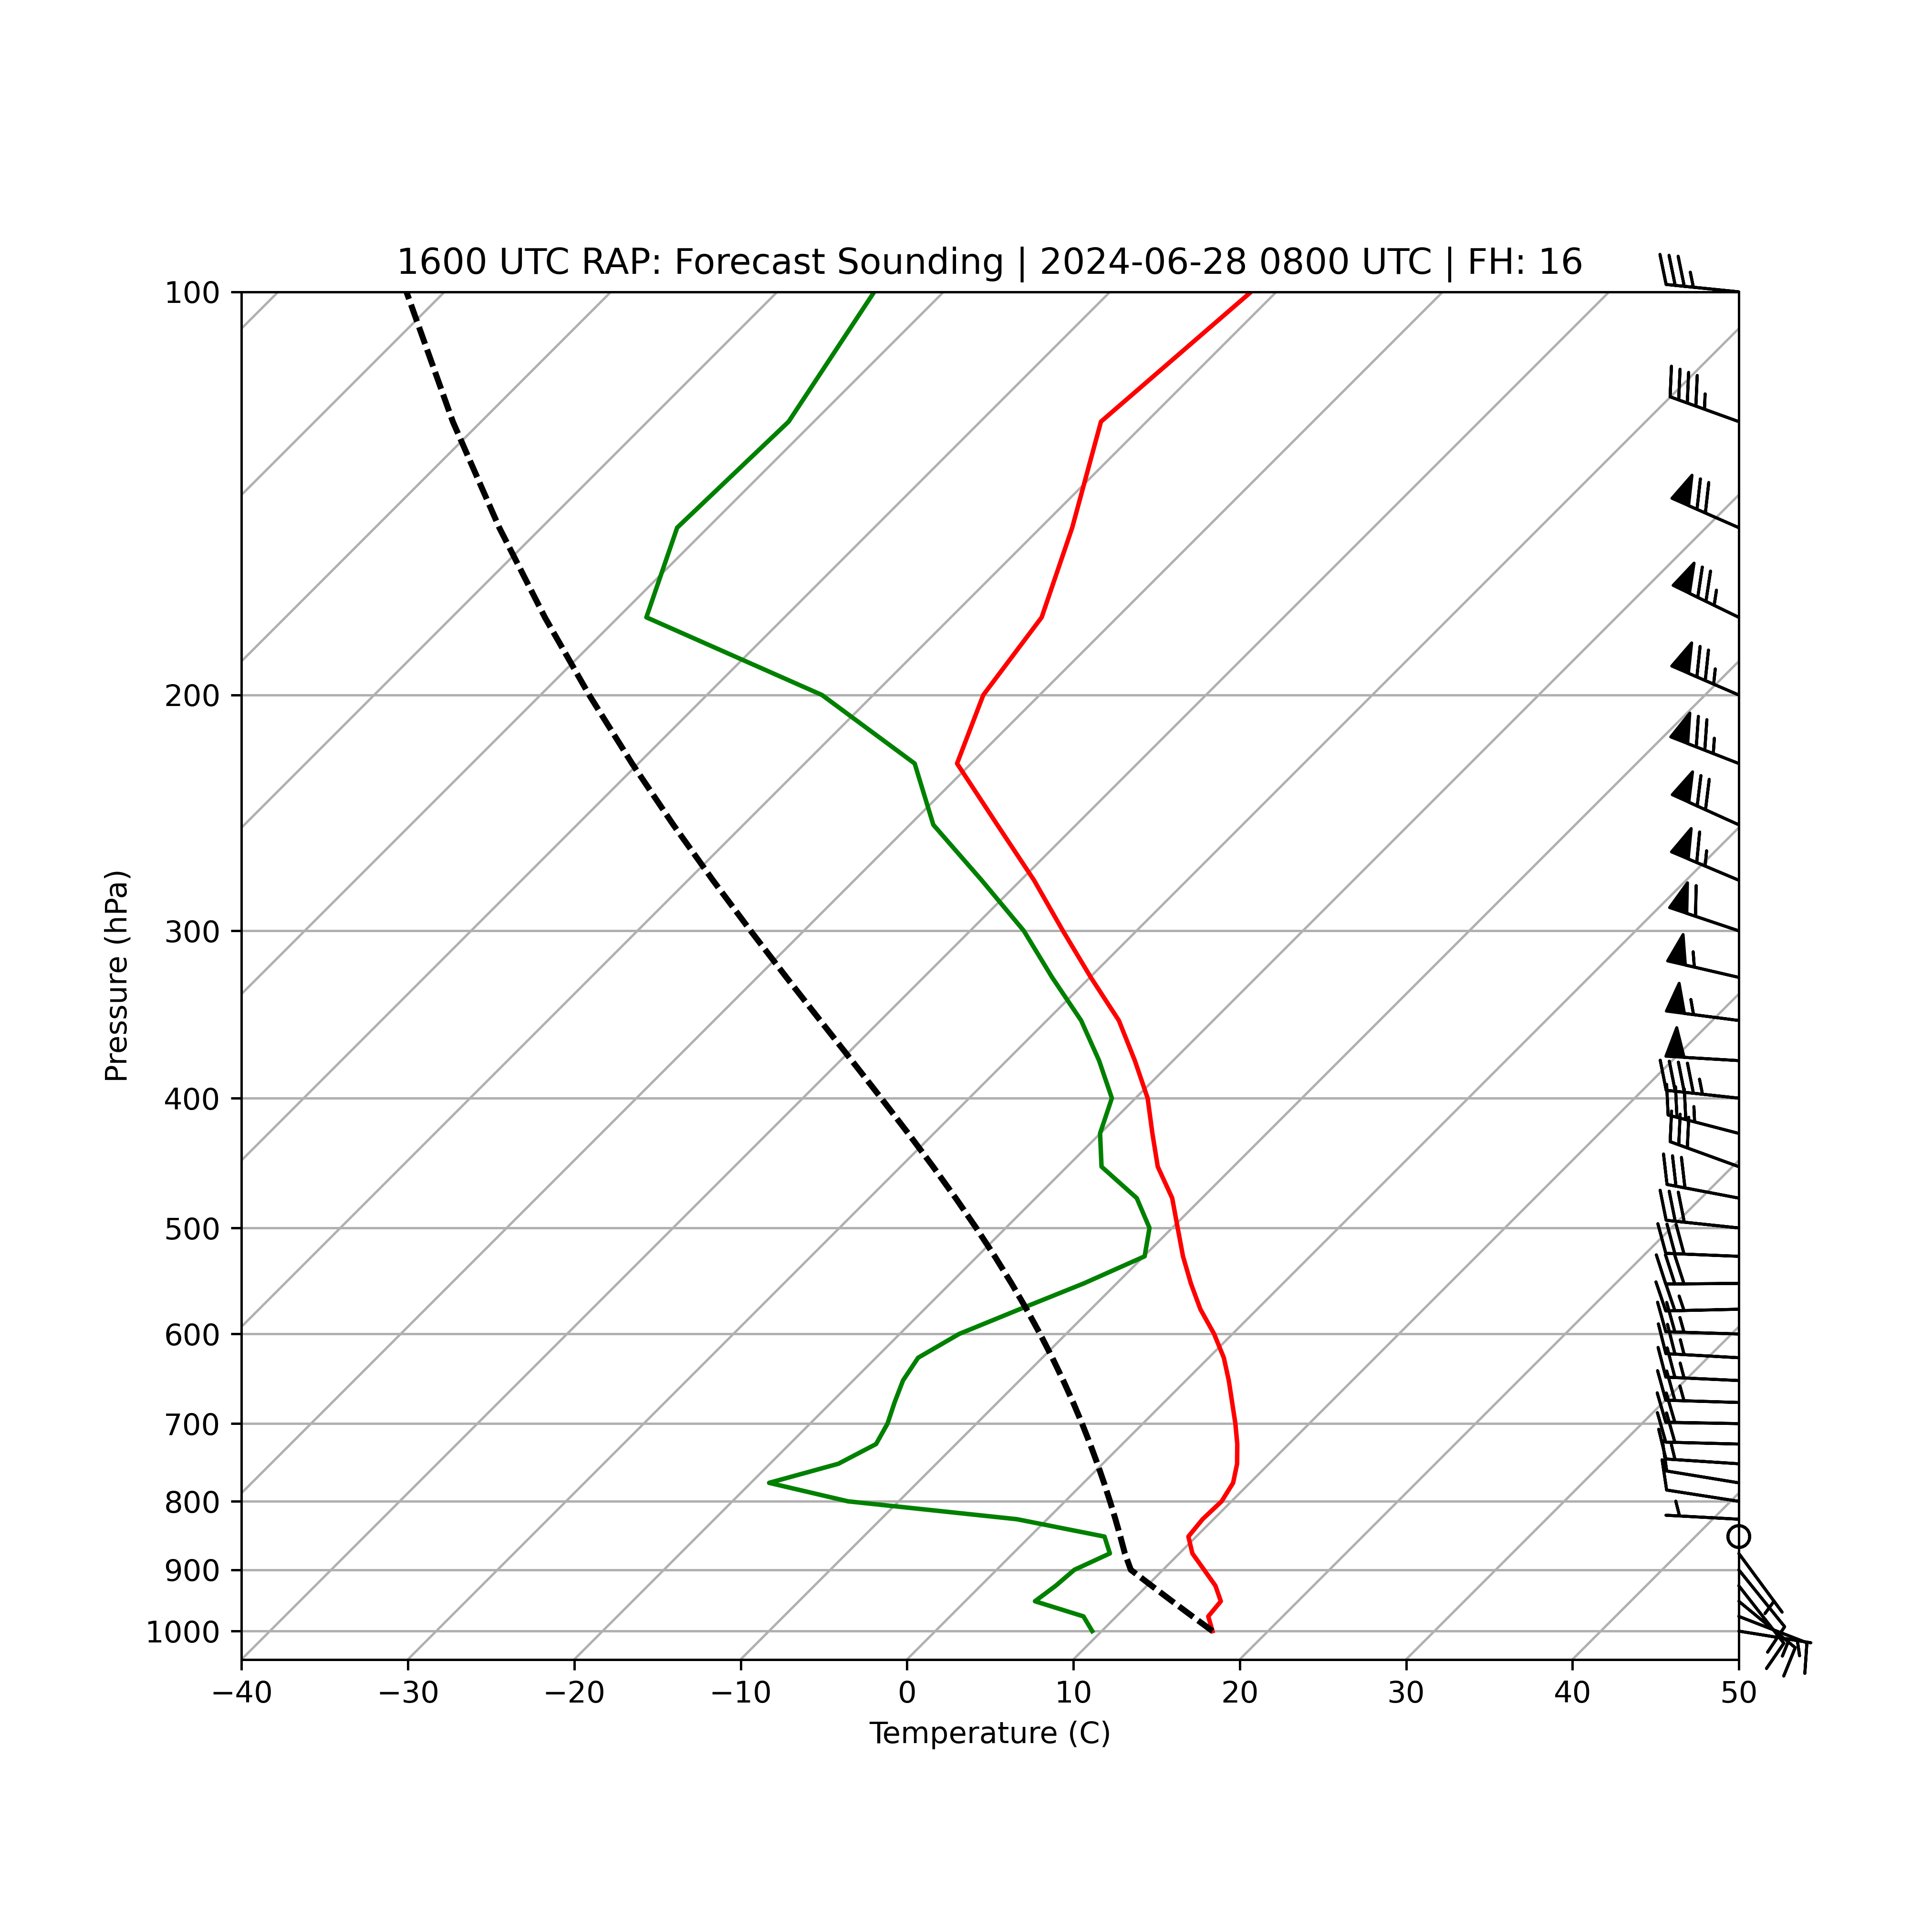 1600 UTC RAP: Forecast Sounding | 2024-06-28 0800 UTC | FH: 16
100
200
300
400
500
600
700
800
900
1000
Pressure (hPa)
−40 −30 −20 −10 0 10 20 30 40 50
Temperature (C)